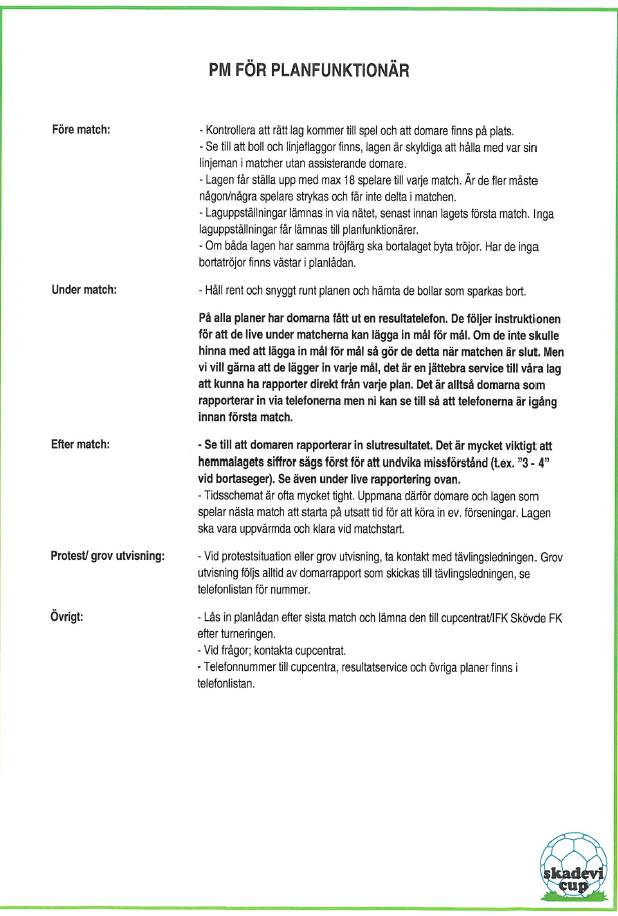 PM FÖR PLANFUNKTIONÄR
Före match:
- Kontrollera att rätt lag kommer till spel och att domare finns på plats.
- Se till att boll och linjeflaggor finns, lagen är skyldiga att hålla med var sin
linjeman i matcher utan assisterande domare.
- Lagen får ställa upp med max 18 spelare till varje match. Är de fler måste
någon/några spelare strykas och får inte delta i matchen.
- Laguppställningar lämnas in via nätet, senast innan lagets första match. Inga
laguppställningar får lämnas till planfunktionärer.
- Om båda lagen har samma tröjfärg ska bortalaget byta tröjor. Har de inga
bortatröjor finns västar i planlådan.
Under match:
- Håll rent och snyggt runt planen och hämta de bollar som sparkas bort.
På alla planer har domarna fått ut en resultatelefon. De följer instruktionen
för att de live under matcherna kan lägga in mål för mål. Om de inte skulle
hinna med att lägga in mål för mål så gör de detta när matchen är slut. Men
vi vill gärna att de lägger in varje mål, det är en jättebra service till våra lag
att kunna ha rapporter direkt från varje plan. Det är alltså domarna som
rapporterar in via telefonerna men ni kan se till så att telefonerna är igång
innan första match.
Efter match:
- Se till att domaren rapporterar in slutresultatet. Det är mycket viktigt att
hemmalagets siffror sägs först för att undvika missförstånd (t.ex. "3 - 4"
vid bortaseger). Se även under live rapportering ovan.
- Tidsschemat är ofta mycket tight. Uppmana därför domare och lagen som
spelar nästa match att starta på utsatt tid för att köra in ev. förseningar. Lagen
ska vara uppvärmda och klara vid matchstart.
Protest/ grov utvisning:
- Vid protestsituation eller grov utvisning, ta kontakt med tävlingsledningen. Grov
utvisning följs alltid av domarrapport som skickas till tävlingsledningen, se
telefonlistan för nummer.
Övrigt:
- Lås in planlådan efter sista match och lämna den till cupcentrat/IFK Skövde FK
efter turneringen.
- Vid frågor; kontakta cupcentrat.
- Telefonnummer till cupcentra, resultatservice och övriga planer finns i
telefonlistan.
skadevi
cup